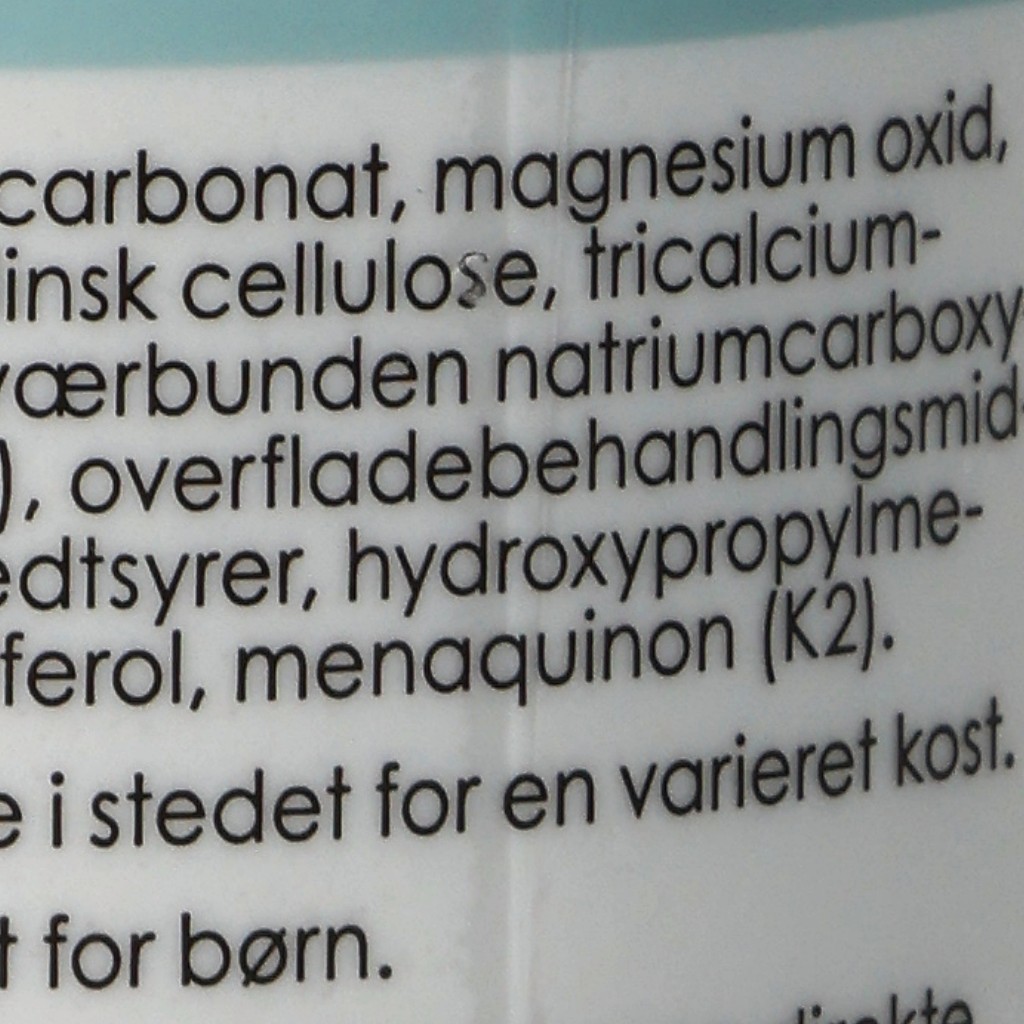 carbonat, magnesium oxid,
insk cellulose, tricalcium-
værbunden natriumcarboxy-
), overfladebehandlingsmid-
edtsyrer, hydroxypropylme-
ferol, menaquinon (K2).
e i stedet for en varieret kost.
t for børn.
direkte